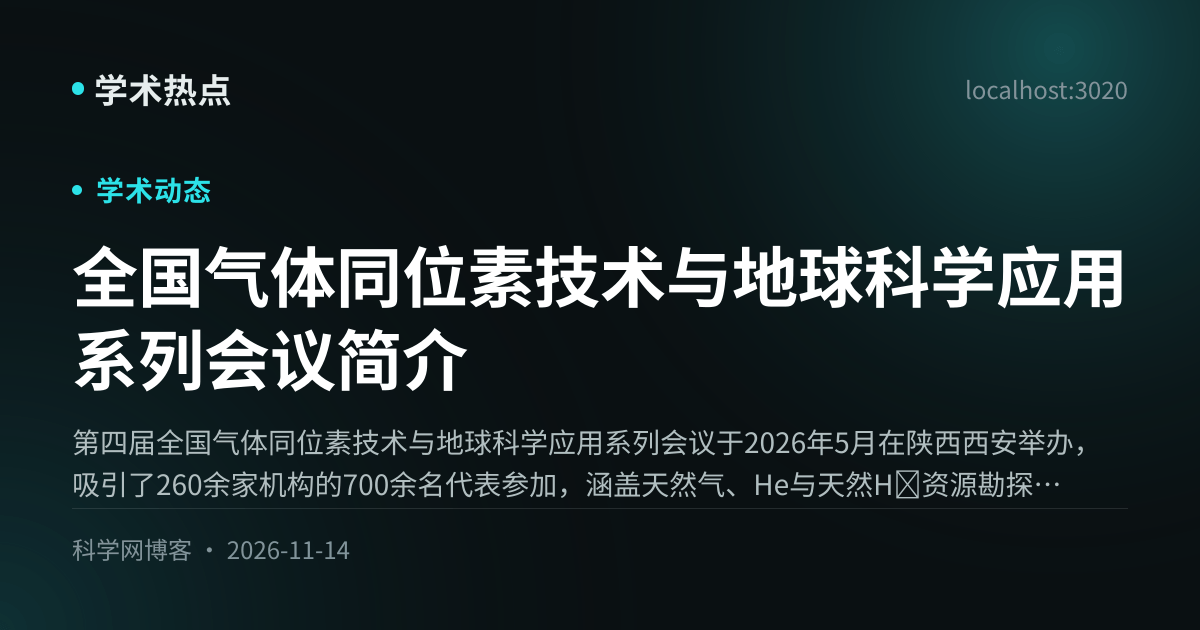 学术热点
localhost:3020
学术动态
全国气体同位素技术与地球科学应用
系列会议简介
第四届全国气体同位素技术与地球科学应用系列会议于2026年5月在陕西西安举办，
吸引了260余家机构的700余名代表参加，涵盖天然气、He与天然H资源勘探…
科学网博客 • 2026-11-14